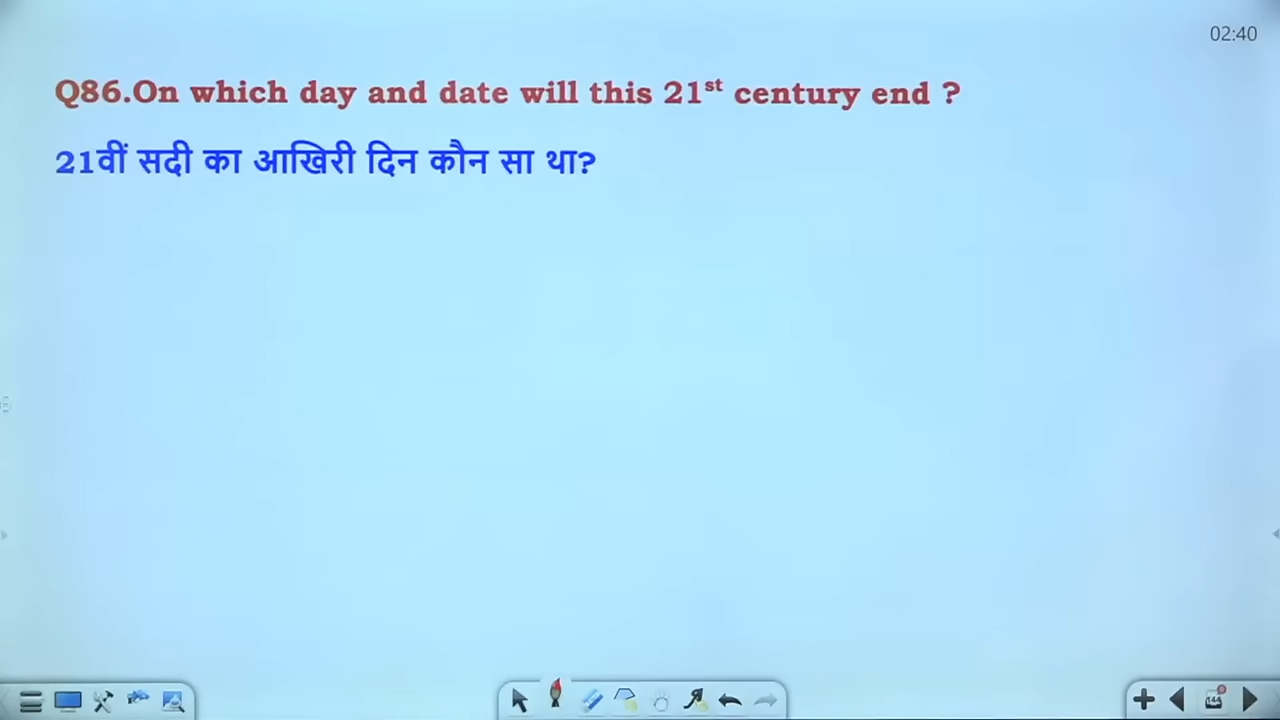 02:40
Q86.On which day and date will this 21st century end ?
21वीं सदी का आखिरी दिन कौन सा था?